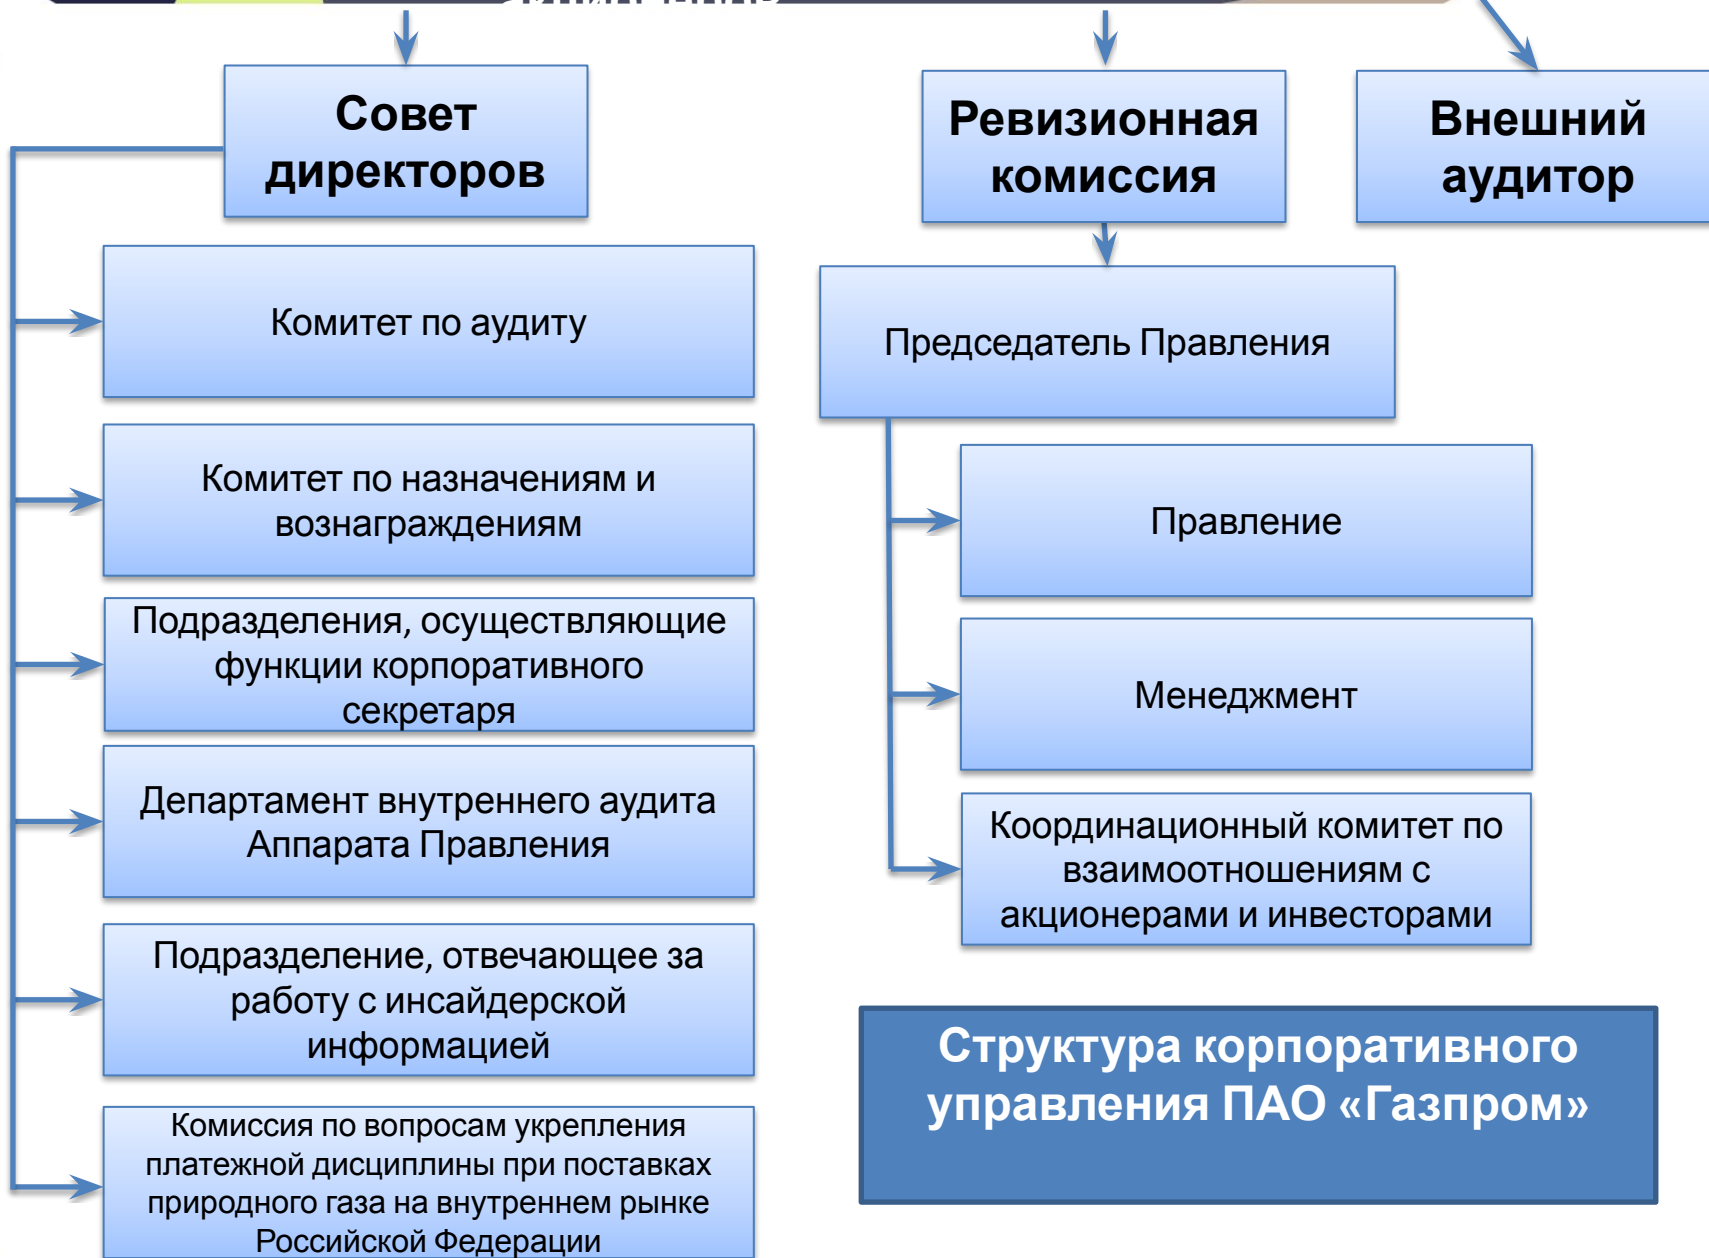 Совет
директоров
Ревизионная
комиссия
Внешний
аудитор
Комитет по аудиту
Председатель Правления
Комитет по назначениям и
вознаграждениям
Правление
Подразделения, осуществляющие
функции корпоративного
секретаря
Менеджмент
Департамент внутреннего аудита
Аппарата Правления
Координационный комитет по
взаимоотношениям с
акционерами и инвесторами
Подразделение, отвечающее за
работу с инсайдерской
информацией
Структура корпоративного
управления ПАО «Газпром»
Комиссия по вопросам укрепления
платежной дисциплины при поставках
природного газа на внутреннем рынке
Российской Федерации